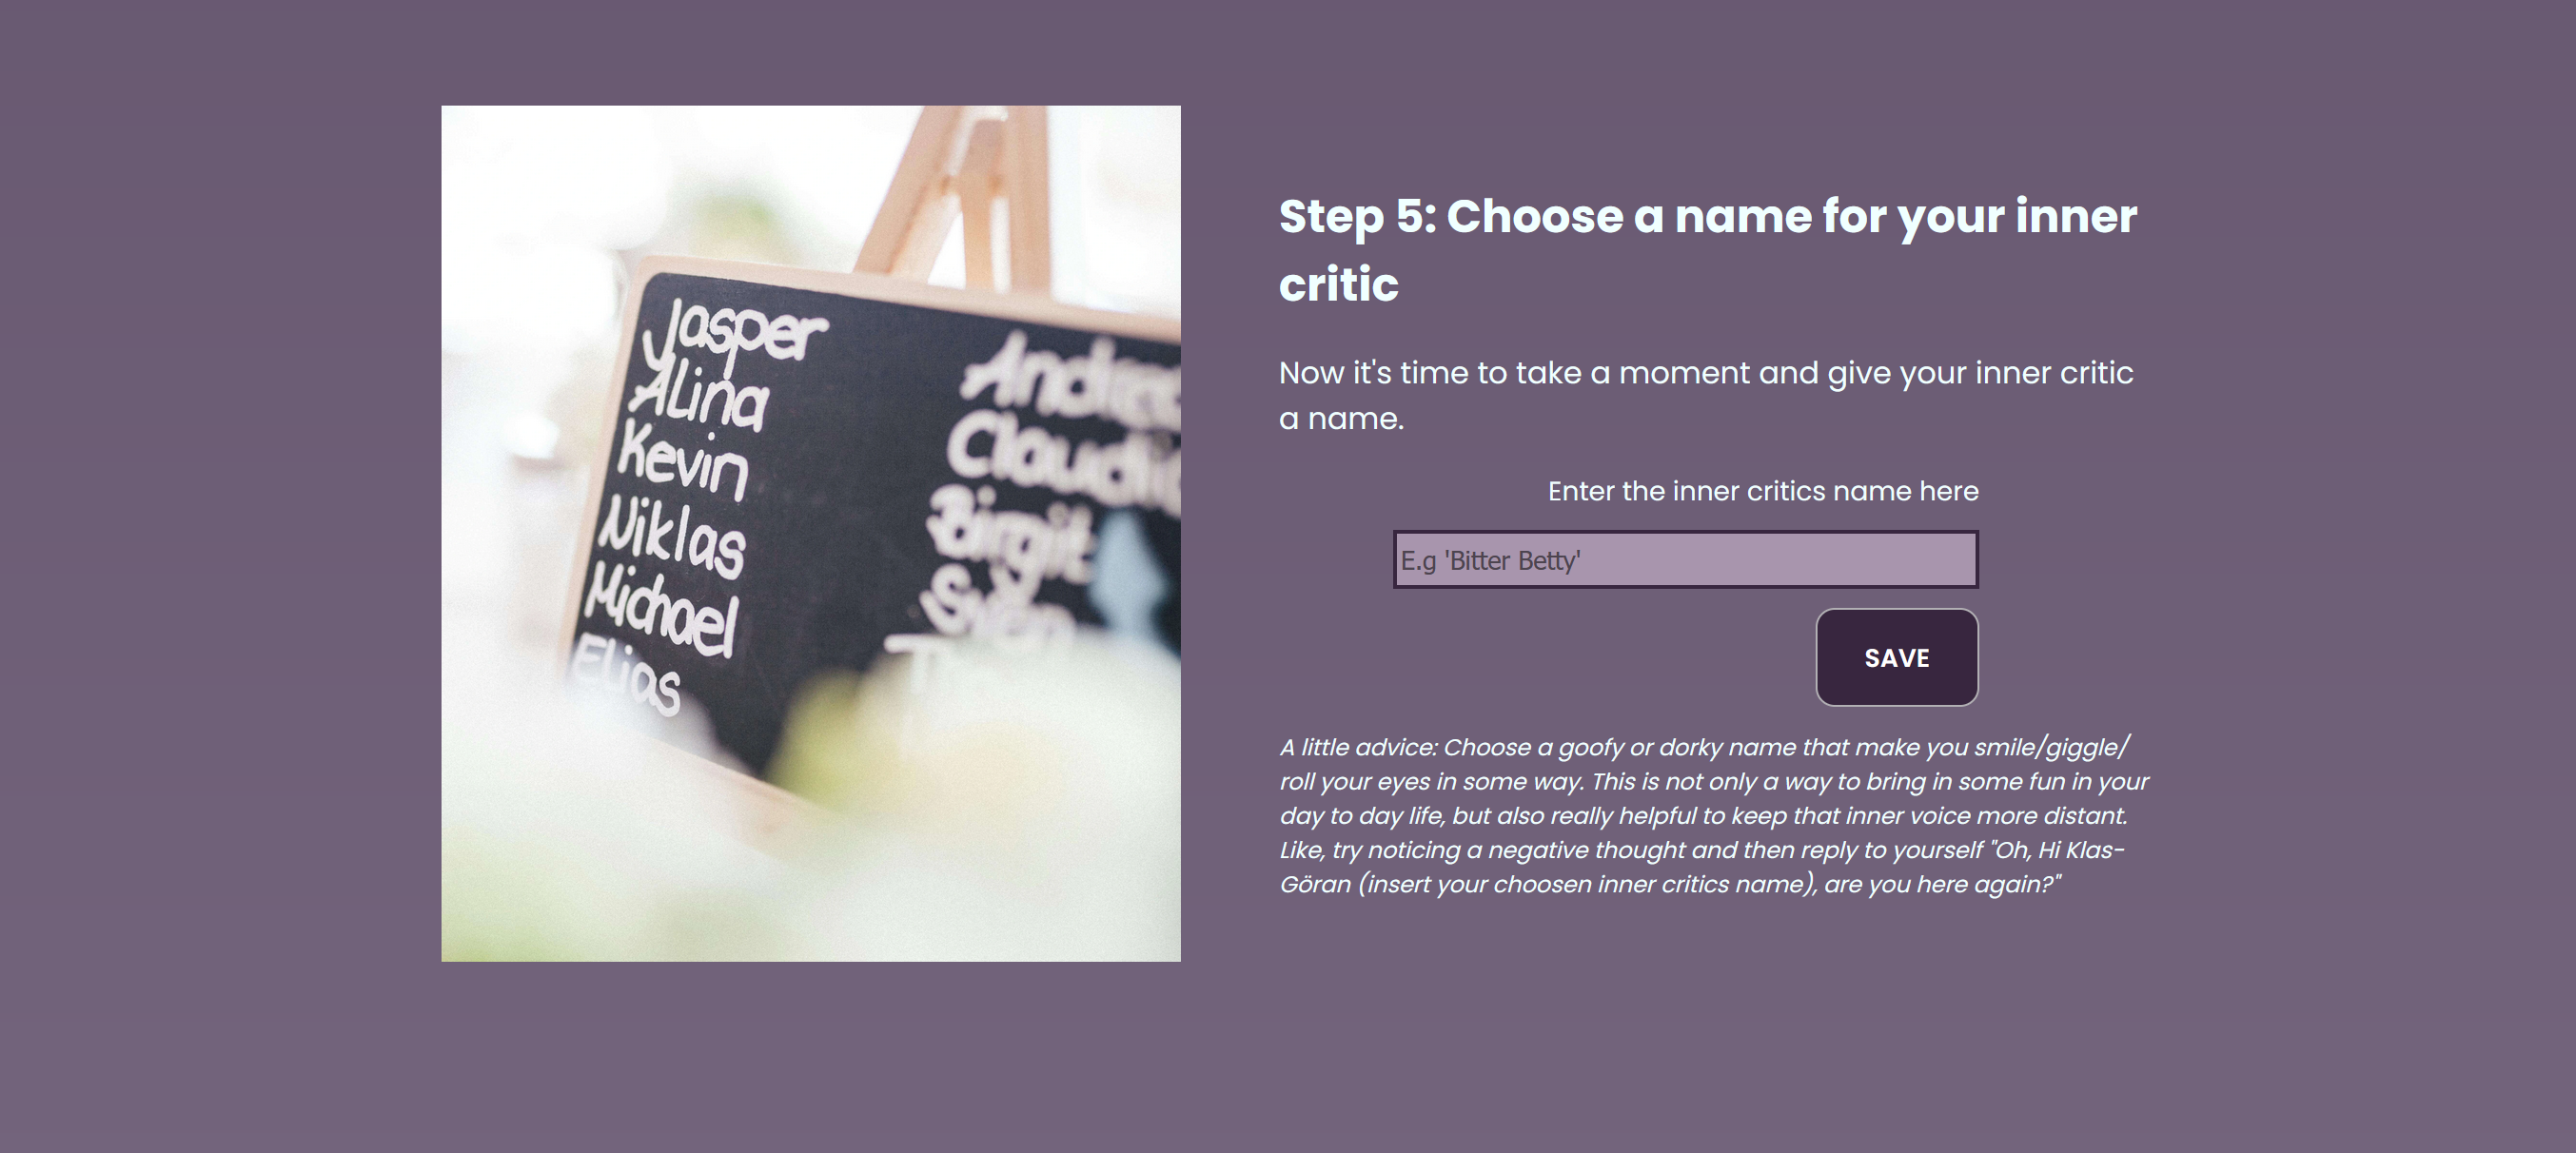 Jasper
Alina
Kevin
Niklas
Michael
Elias
Claudia
Birgit
Sven
Step 5: Choose a name for your inner
critic
Now it's time to take a moment and give your inner critic
a name.
Enter the inner critics name here
E.g 'Bitter Betty'
SAVE
A little advice: Choose a goofy or dorky name that make you smile/giggle/
roll your eyes in some way. This is not only a way to bring in some fun in your
day to day life, but also really helpful to keep that inner voice more distant.
Like, try noticing a negative thought and then reply to yourself "Oh, Hi Klas-
Göran (insert your choosen inner critics name), are you here again?"